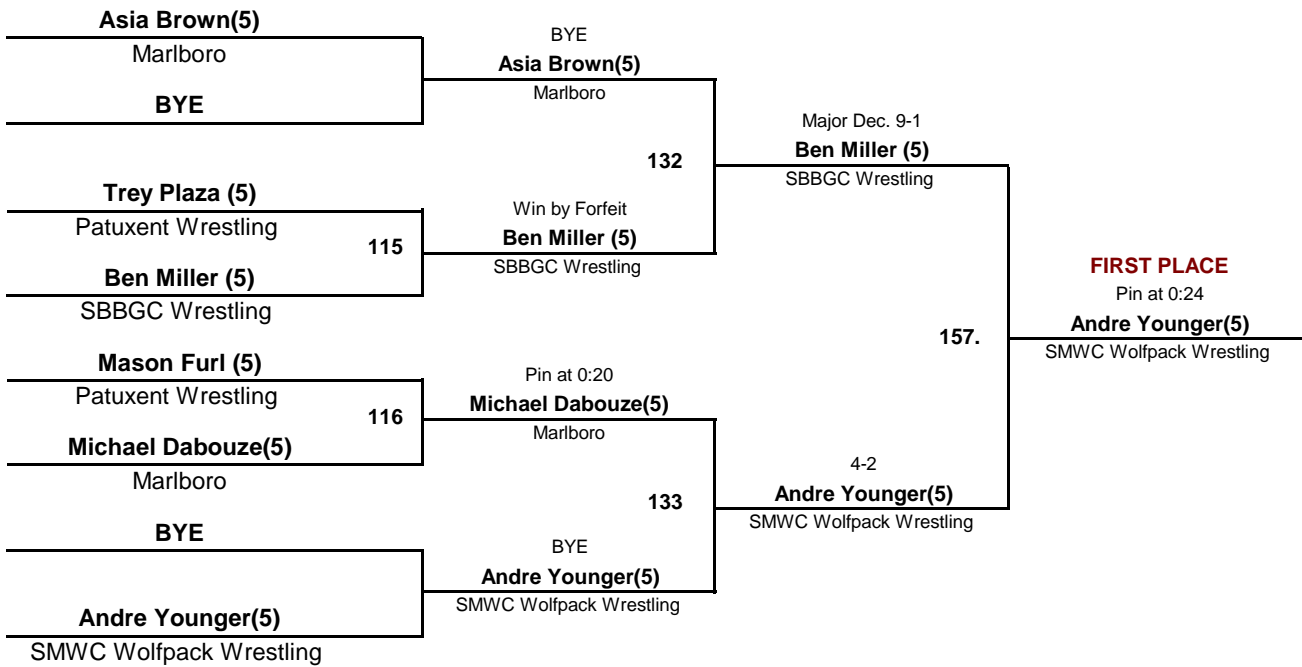 Asia Brown(5)
Marlboro
BYE
Trey Plaza (5)
Patuxent Wrestling
115
Ben Miller (5)
SBBGC Wrestling
Mason Furl (5)
Patuxent Wrestling
116
Michael Dabouze(5)
Marlboro
BYE
Andre Younger(5)
SMWC Wolfpack Wrestling
BYE
Asia Brown(5)
Marlboro
132
Win by Forfeit
Ben Miller (5)
SBBGC Wrestling
Pin at 0:20
Michael Dabouze(5)
Marlboro
133
BYE
Andre Younger(5)
SMWC Wolfpack Wrestling
Major Dec. 9-1
Ben Miller (5)
SBBGC Wrestling
157.
4-2
Andre Younger(5)
SMWC Wolfpack Wrestling
FIRST PLACE
Pin at 0:24
Andre Younger(5)
SMWC Wolfpack Wrestling